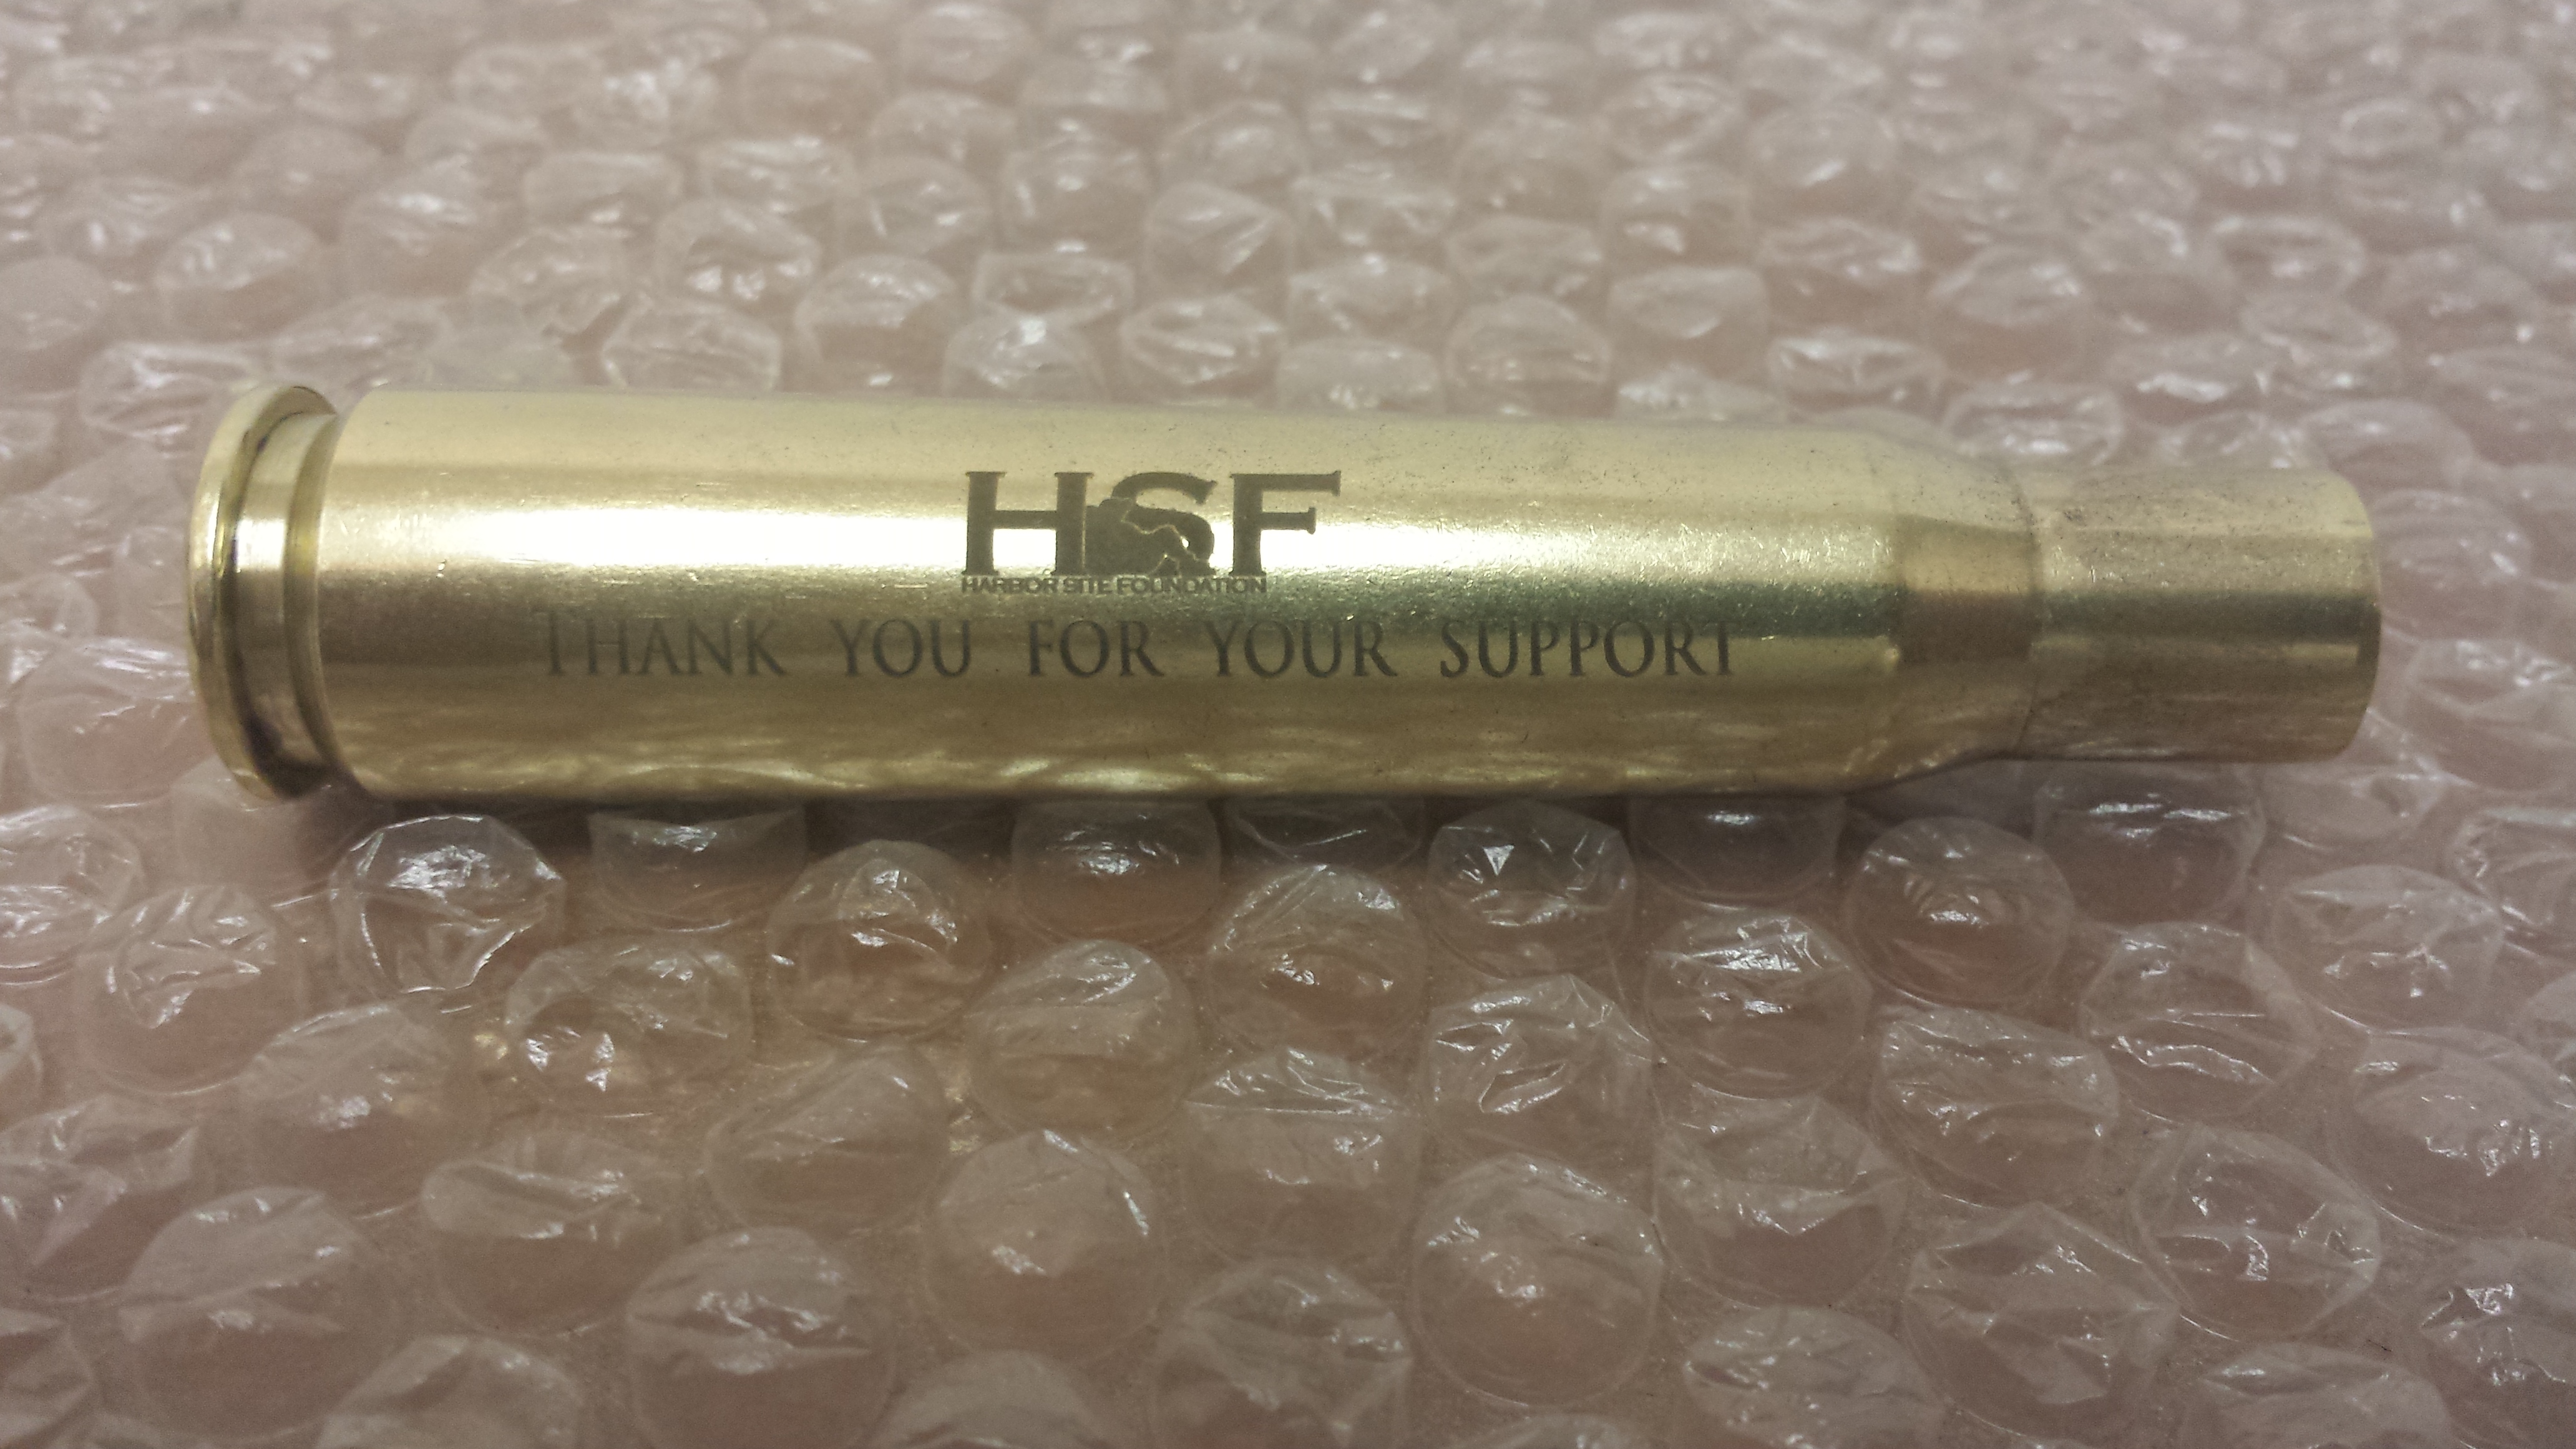 HSF
HARBOR SITE FOUNDATION
THANK YOU FOR YOUR SUPPORT